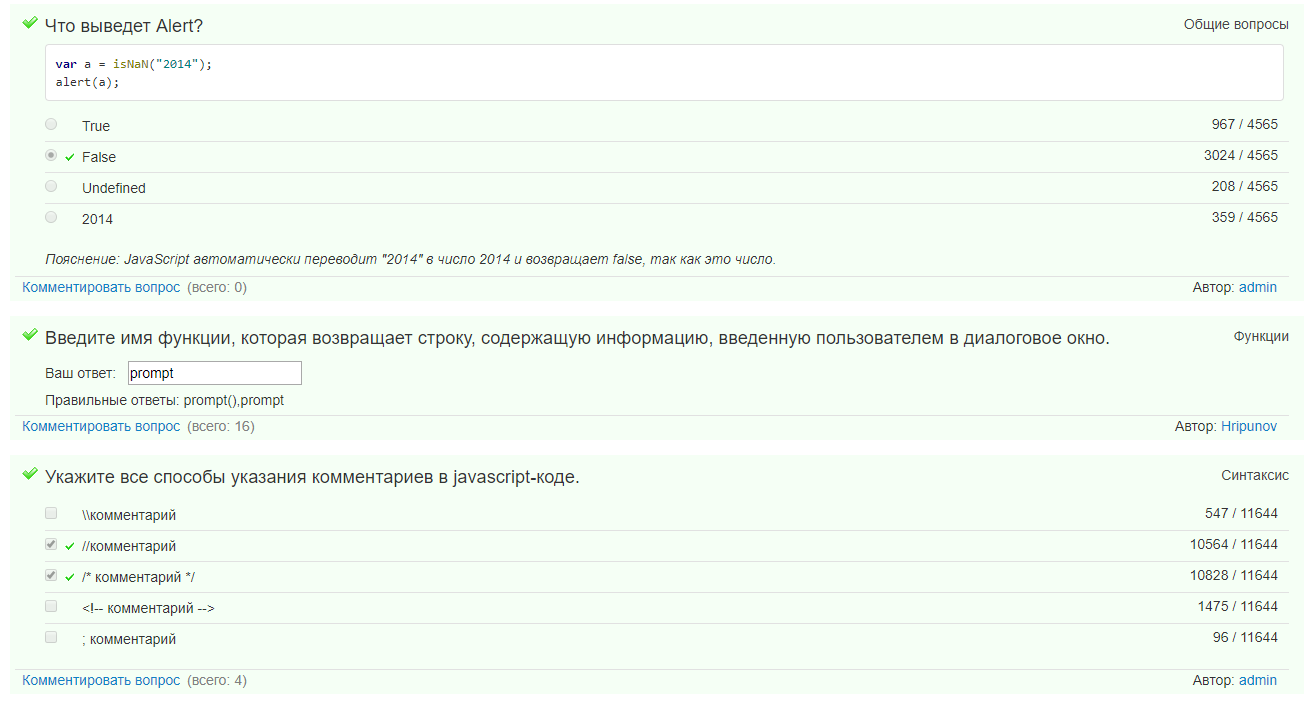 Что выведет Alert?
Общие вопросы
var a = isNaN("2014");
alert(a);
True 967 / 4565
False 3024 / 4565
Undefined 208 / 4565
2014 359 / 4565
Пояснение: JavaScript автоматически переводит "2014" в число 2014 и возвращает false, так как это число.
Комментировать вопрос (всего: 0) Автор: admin
Введите имя функции, которая возвращает строку, содержащую информацию, введенную пользователем в диалоговое окно.
Функции
Ваш ответ: prompt
Правильные ответы: prompt(),prompt
Комментировать вопрос (всего: 16) Автор: Hripunov
Укажите все способы указания комментариев в javascript-коде.
Синтаксис
\\комментарий 547 / 11644
//комментарий 10564 / 11644
/* комментарий */ 10828 / 11644
<!-- комментарий --> 1475 / 11644
; комментарий 96 / 11644
Комментировать вопрос (всего: 4) Автор: admin